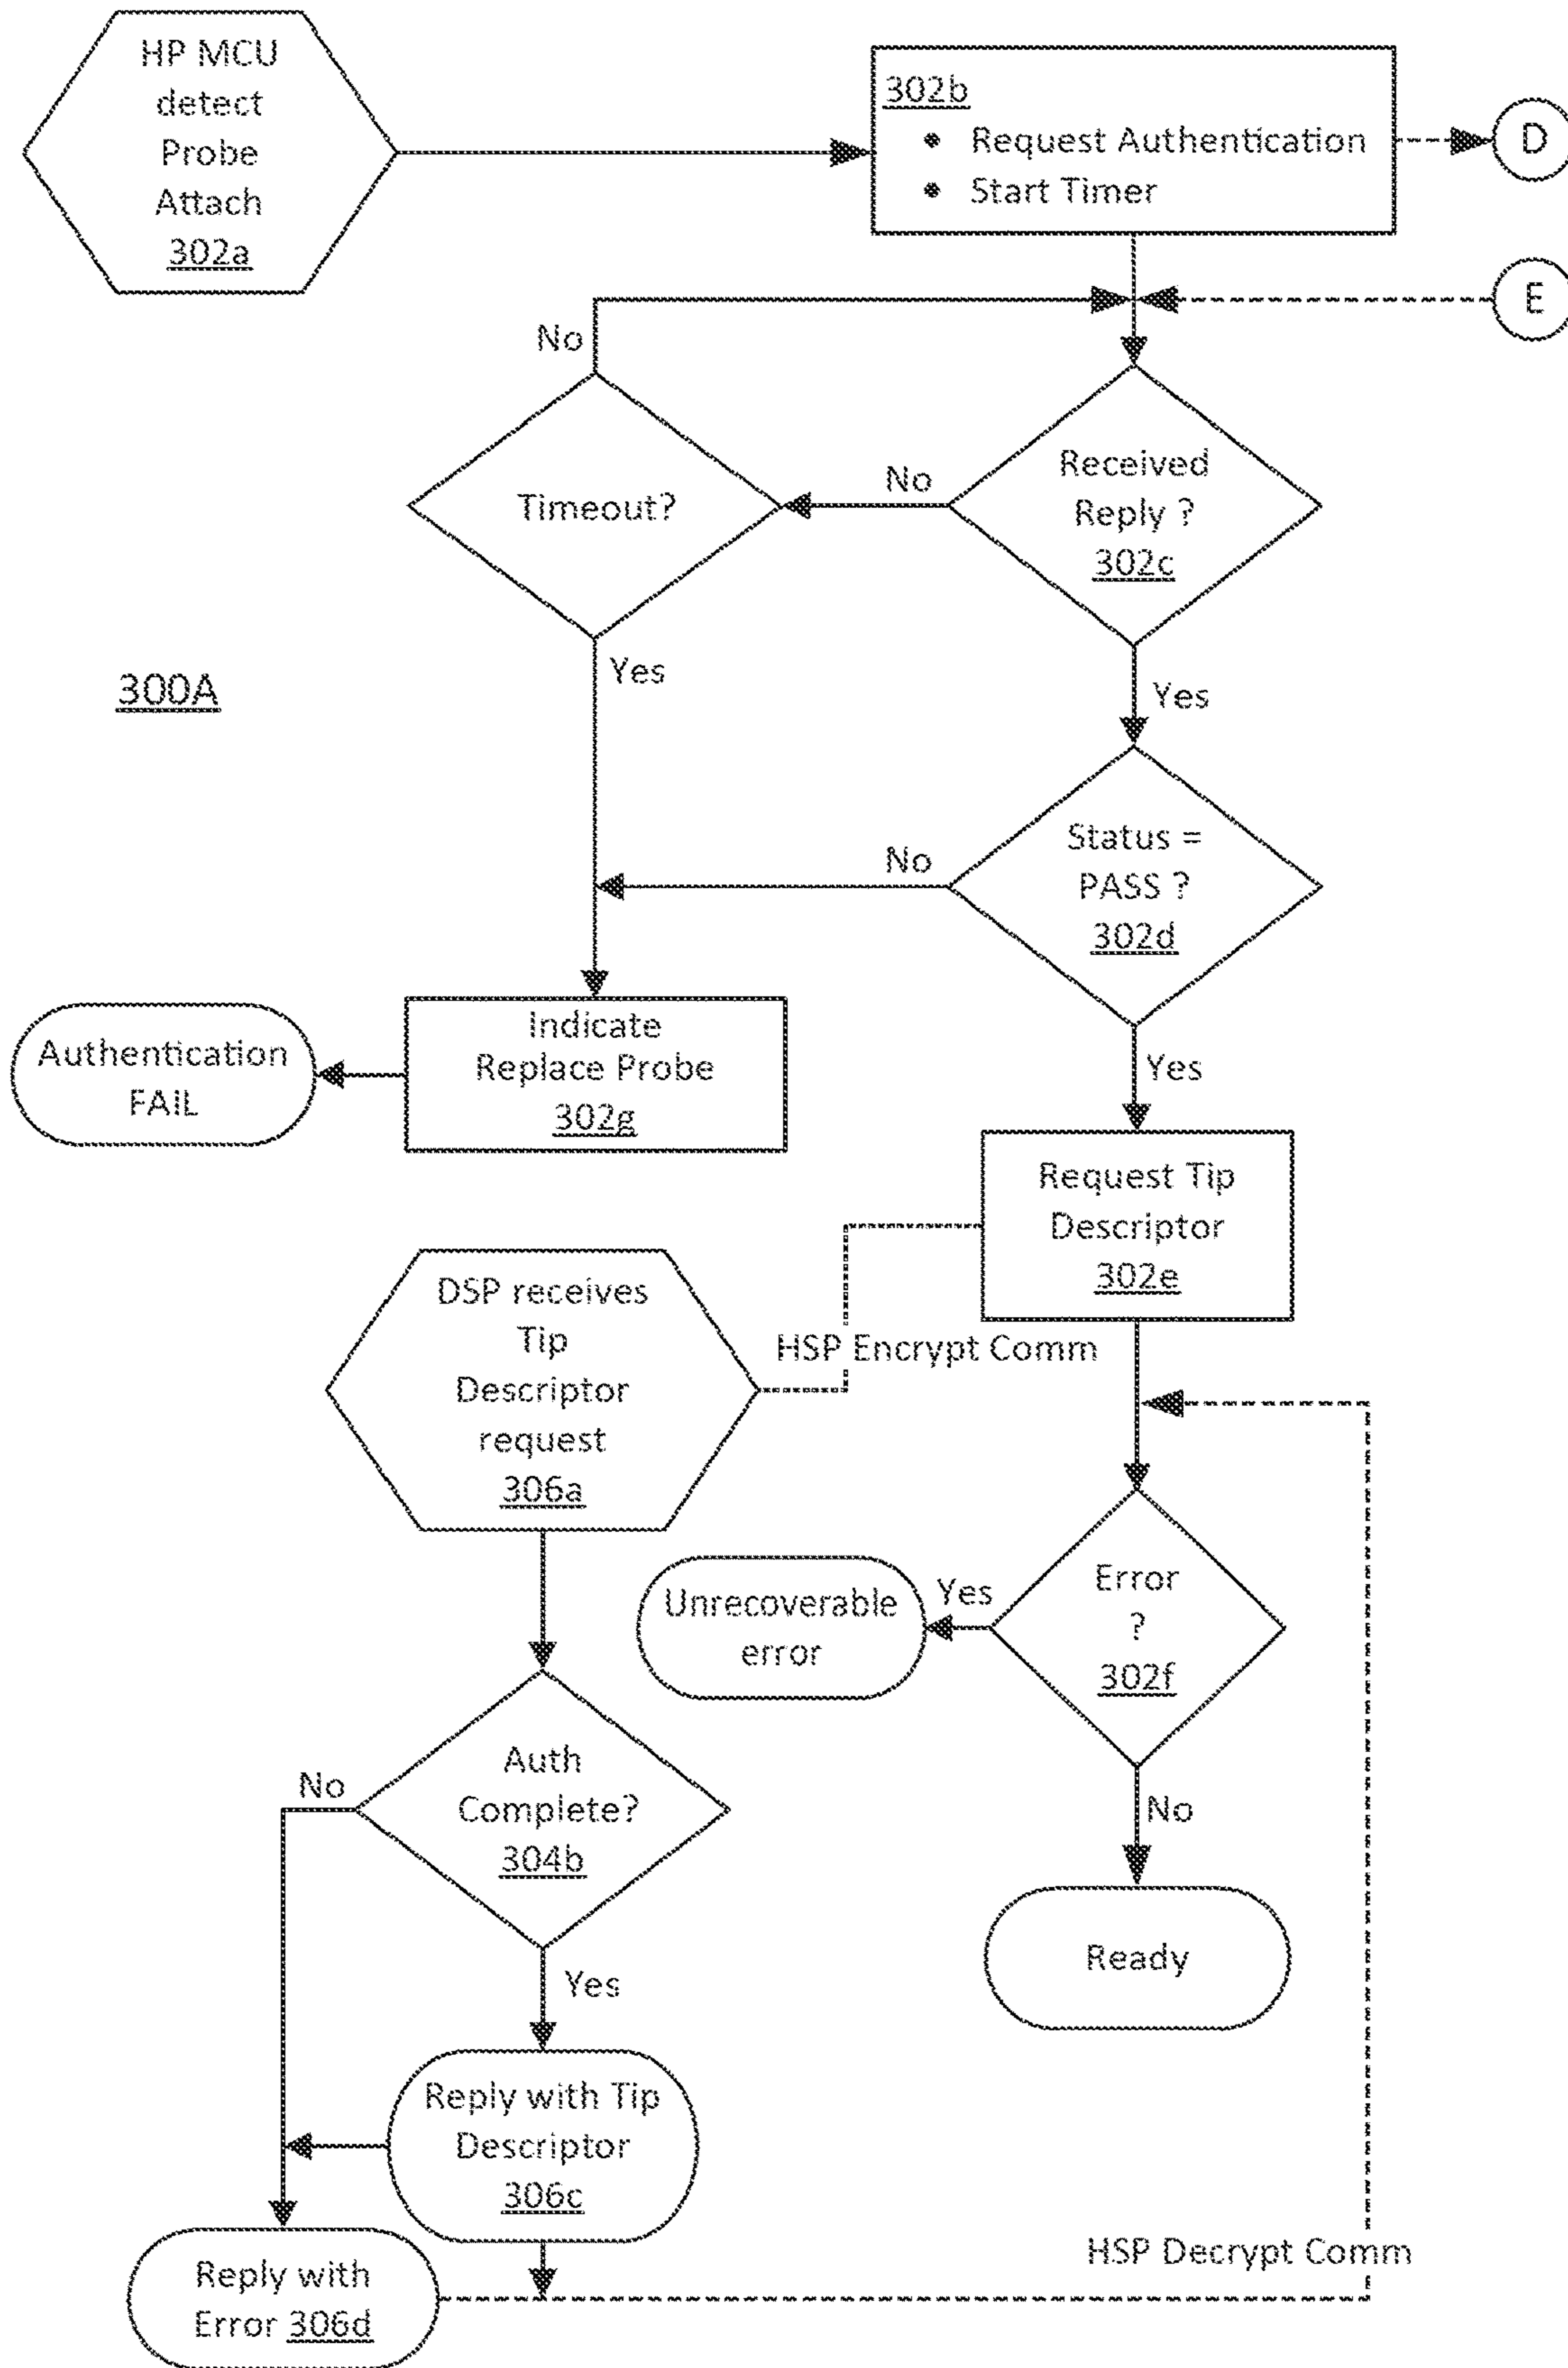 HP MCU
detect
Probe
Attach
302a
302b
• Request Authentication
• Start Timer
D
E
No
Timeout?
No
Received
Reply ?
302c
Yes
Yes
300A
No
Status =
PASS ?
302d
Authentication
FAIL
Indicate
Replace Probe
302g
Yes
Request Tip
Descriptor
302e
DSP receives
Tip
Descriptor
request
306a
HSP Encrypt Comm
Unrecoverable
error
Yes
Error
?
302f
No
Auth
Complete?
304b
No
Yes
Ready
Reply with Tip
Descriptor
306c
Reply with
Error 306d
HSP Decrypt Comm